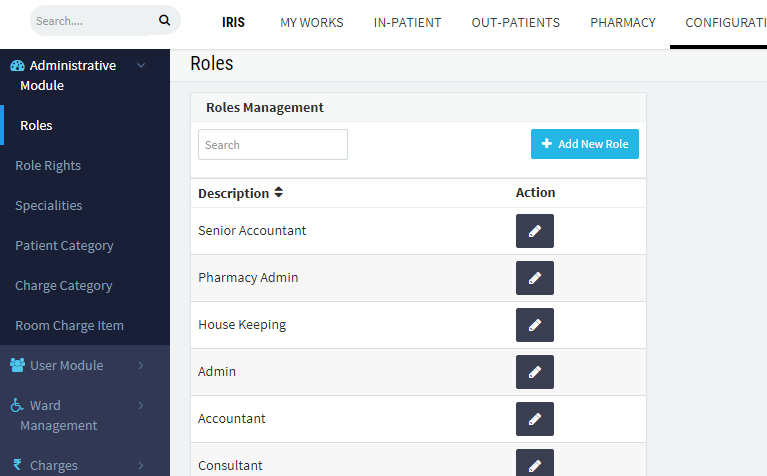 Search....
IRIS
MY WORKS
IN-PATIENT
OUT-PATIENTS
PHARMACY
CONFIGURATI
Administrative
Module
Roles
Role Rights
Specialities
Patient Category
Charge Category
Room Charge Item
User Module
Ward
Management
₹ Charges
Roles
Roles Management
Search
+ Add New Role
Description
Action
Senior Accountant
Pharmacy Admin
House Keeping
Admin
Accountant
Consultant